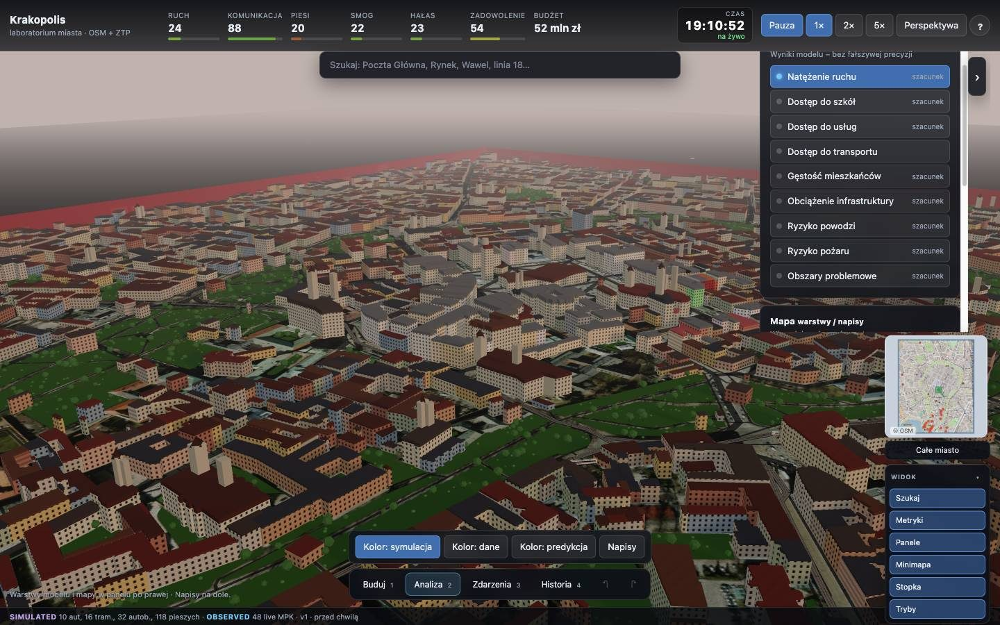 Krakopolis
laboratorium miasta · OSM + ZTP
RUCH
24
KOMUNIKACJA
88
PIESI
20
SMOG
22
HAŁAS
23
ZADOWOLENIE
54
BUDŻET
52 mln zł
CZAS
19:10:52
na żywo
Pauza
1×
2×
5×
Perspektywa
?
Szukaj: Poczta Główna, Rynek, Wawel, linia 18...
Wyniki modelu – bez fałszywej precyzji
Natężenie ruchu szacunek
Dostęp do szkół szacunek
Dostęp do usług szacunek
Dostęp do transportu
Gęstość mieszkańców szacunek
Obciążenie infrastruktury szacunek
Ryzyko powodzi szacunek
Ryzyko pożaru szacunek
Obszary problemowe szacunek
›
Mapa warstwy / napisy
© OSM
Całe miasto
WIDOK
Szukaj
Metryki
Panele
Minimapa
Stopka
Tryby
Kolor: symulacja
Kolor: dane
Kolor: predykcja
Napisy
Buduj 1
Analiza 2
Zdarzenia 3
Historia 4
Warstwy modelu i mapy w panelu po prawej · Napisy na dole.
SIMULATED 10 aut, 16 tram., 32 autob., 118 pieszych · OBSERVED 48 live MPK · v1 · przed chwilą